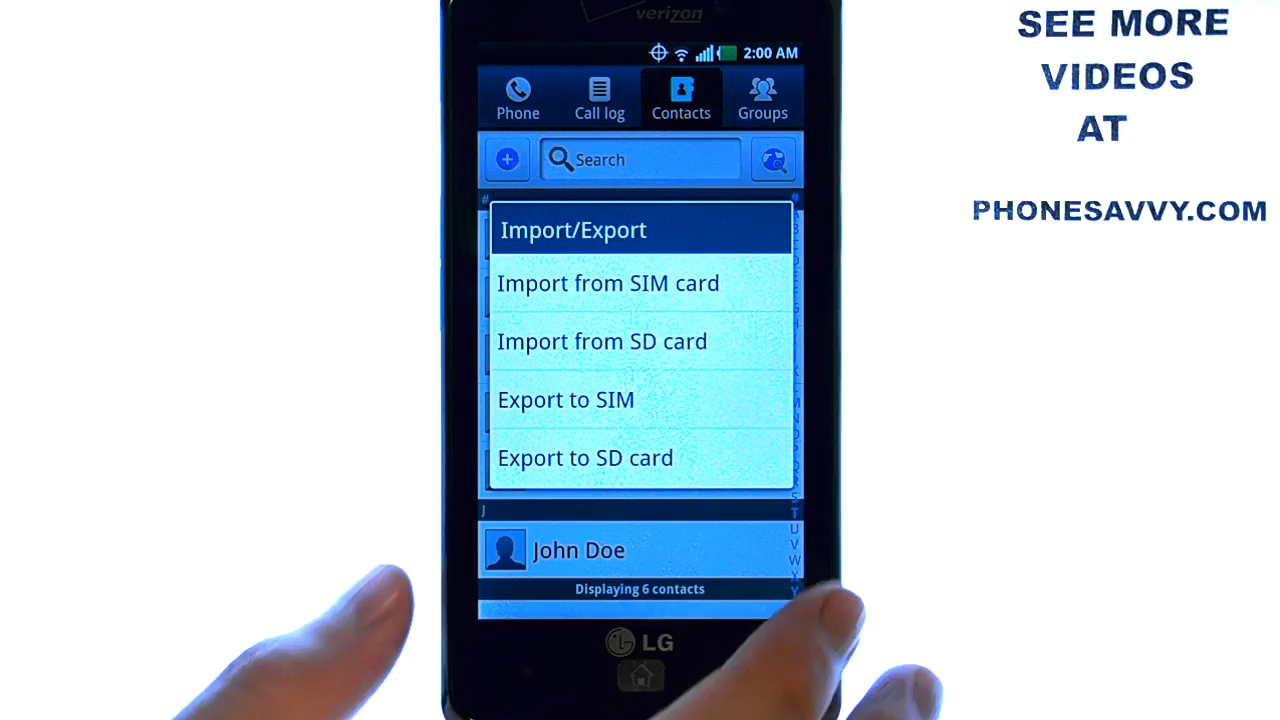 verizon
2:00 AM
Phone
Call log
Contacts
Groups
Search
#
Import/Export
Import from SIM card
Import from SD card
Export to SIM
Export to SD card
J
John Doe
Displaying 6 contacts
LG
SEE MORE
VIDEOS
AT
PHONESAVVY.COM